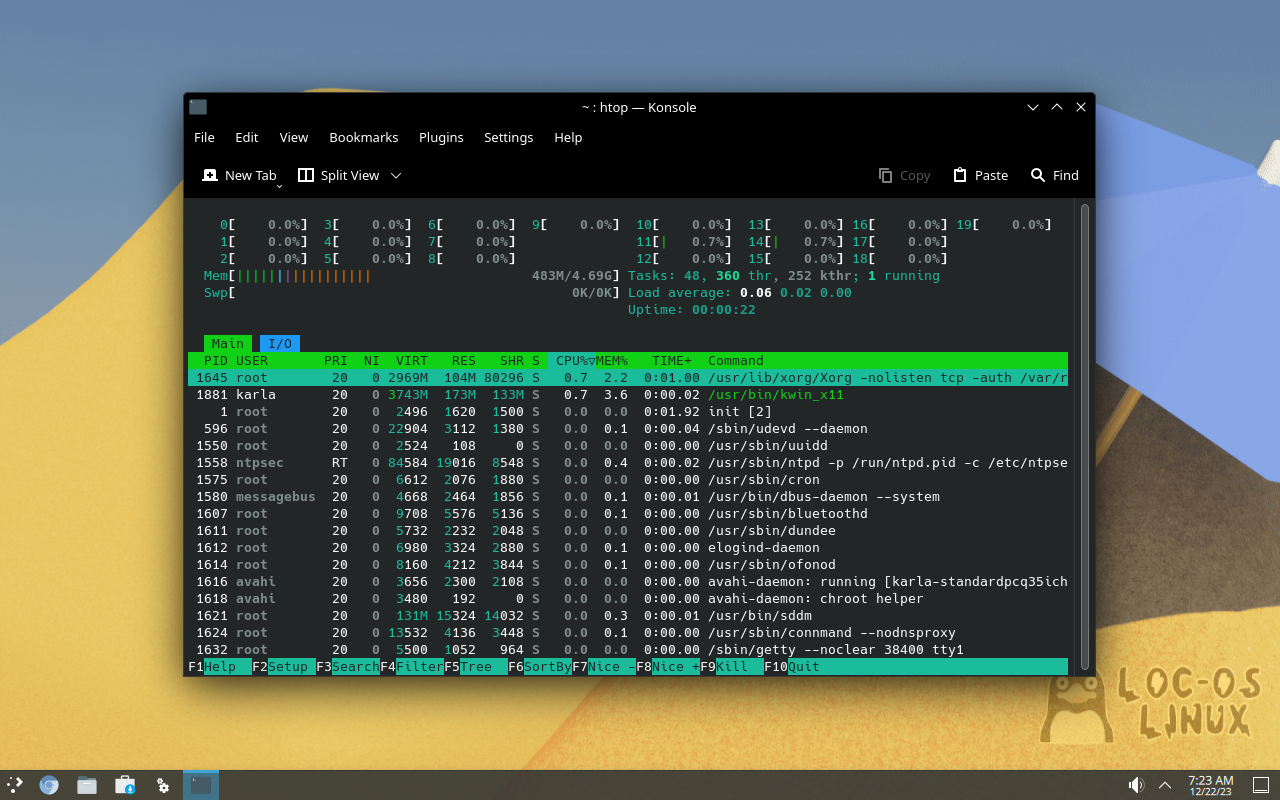 ~ : htop — Konsole
File Edit View Bookmarks Plugins Settings Help
New Tab Split View Copy Paste Find
0[ 0.0%] 3[ 0.0%] 6[ 0.0%] 9[ 0.0%] 10[ 0.0%] 13[ 0.0%] 16[ 0.0%] 19[ 0.0%]
1[ 0.0%] 4[ 0.0%] 7[ 0.0%] 11[| 0.7%] 14[| 0.7%] 17[ 0.0%]
2[ 0.0%] 5[ 0.0%] 8[ 0.0%] 12[ 0.0%] 15[ 0.0%] 18[ 0.0%]
Mem[||||||||||||||||| 483M/4.69G] Tasks: 48, 360 thr, 252 kthr; 1 running
Swp[ 0K/0K] Load average: 0.06 0.02 0.00
Uptime: 00:00:22
Main I/O
PID USER PRI NI VIRT RES SHR S CPU%▽MEM% TIME+ Command
1645 root 20 0 2969M 104M 80296 S 0.7 2.2 0:01.00 /usr/lib/xorg/Xorg -nolisten tcp -auth /var/r
1881 karla 20 0 3743M 173M 133M S 0.7 3.6 0:00.02 /usr/bin/kwin_x11
1 root 20 0 2496 1620 1500 S 0.0 0.0 0:01.92 init [2]
596 root 20 0 22904 3112 1380 S 0.0 0.1 0:00.04 /sbin/udevd --daemon
1550 root 20 0 2524 108 0 S 0.0 0.0 0:00.00 /usr/sbin/uuidd
1558 ntpsec RT 0 84584 19016 8548 S 0.0 0.4 0:00.02 /usr/sbin/ntpd -p /run/ntpd.pid -c /etc/ntpse
1575 root 20 0 6612 2076 1880 S 0.0 0.0 0:00.00 /usr/sbin/cron
1580 messagebus 20 0 4668 2464 1856 S 0.0 0.1 0:00.01 /usr/bin/dbus-daemon --system
1607 root 20 0 9708 5576 5136 S 0.0 0.1 0:00.00 /usr/sbin/bluetoothd
1611 root 20 0 5732 2232 2048 S 0.0 0.0 0:00.00 /usr/sbin/dundee
1612 root 20 0 6980 3324 2880 S 0.0 0.1 0:00.00 elogind-daemon
1614 root 20 0 8160 4212 3844 S 0.0 0.1 0:00.00 /usr/sbin/ofonod
1616 avahi 20 0 3656 2300 2108 S 0.0 0.0 0:00.00 avahi-daemon: running [karla-standardpcq35ich
1618 avahi 20 0 3480 192 0 S 0.0 0.0 0:00.00 avahi-daemon: chroot helper
1621 root 20 0 131M 15324 14032 S 0.0 0.3 0:00.01 /usr/bin/sddm
1624 root 20 0 13532 4136 3448 S 0.0 0.1 0:00.00 /usr/sbin/connmand --nodnsproxy
1632 root 20 0 5500 1052 964 S 0.0 0.0 0:00.00 /sbin/getty --noclear 38400 tty1
F1Help F2Setup F3SearchF4FilterF5Tree F6SortByF7Nice -F8Nice +F9Kill F10Quit
LOC-OS
LINUX
7:23 AM
12/22/23